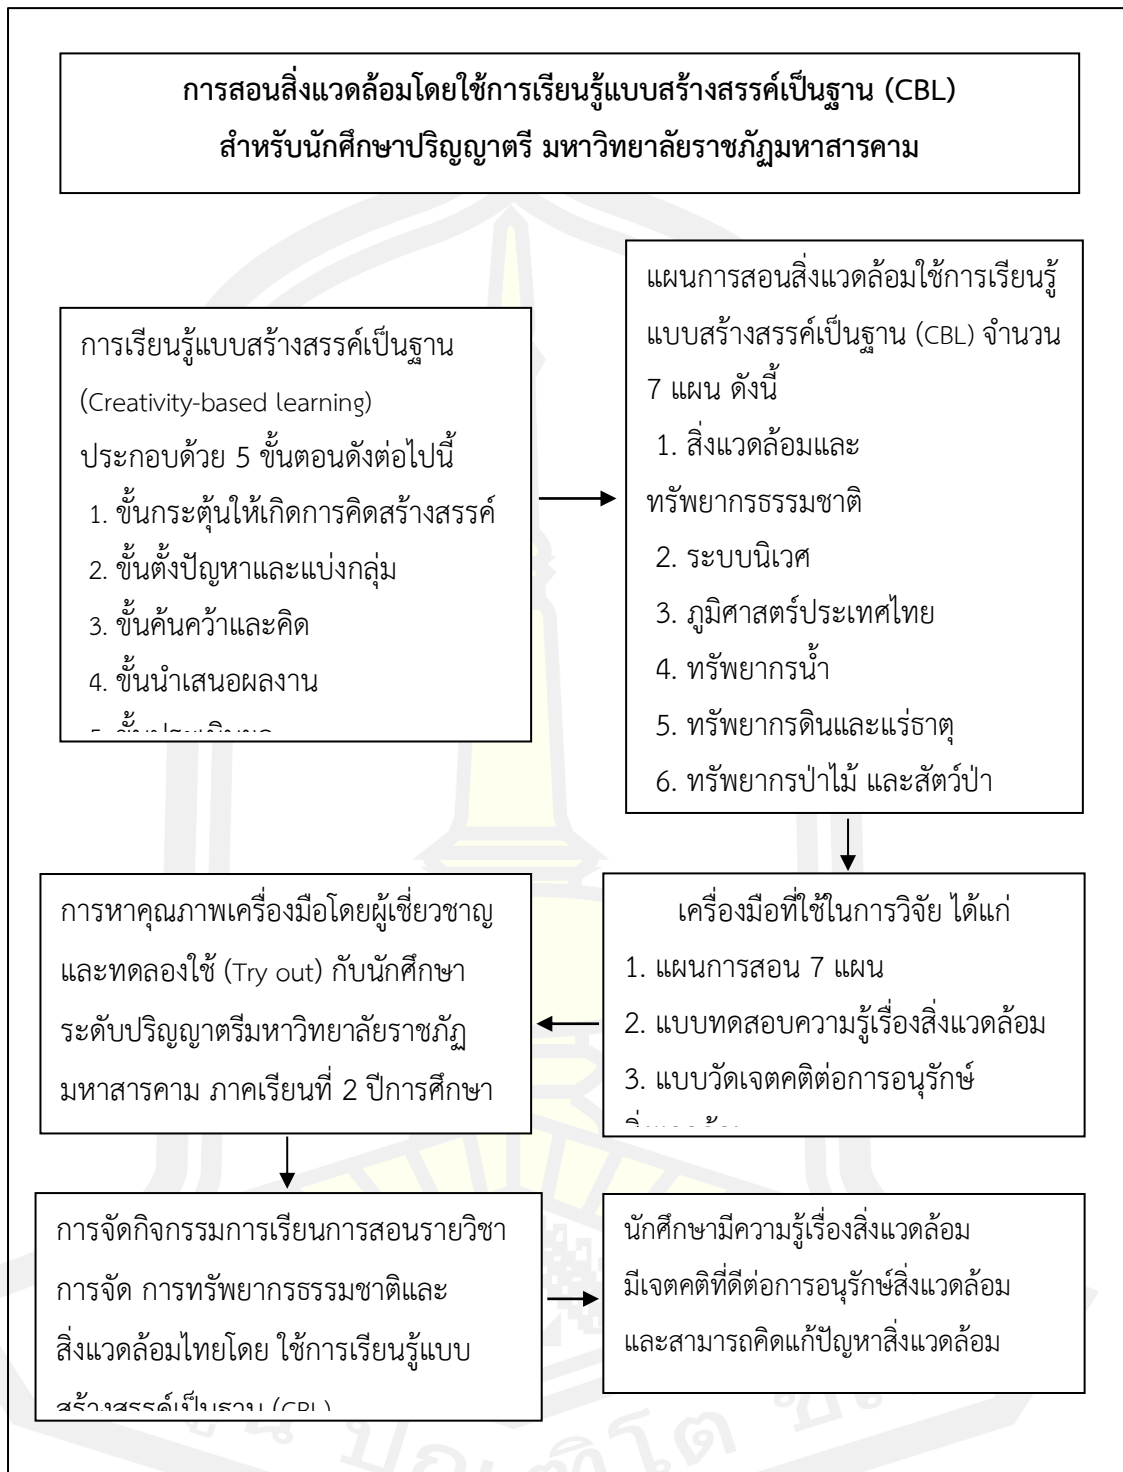 การสอนสิ่งแวดล้อมโดยใช้การเรียนรู้แบบสร้างสรรค์เป็นฐาน (CBL)
สำหรับนักศึกษาปริญญาตรี มหาวิทยาลัยราชภัฏมหาสารคาม
การเรียนรู้แบบสร้างสรรค์เป็นฐาน
(Creativity-based learning)
ประกอบด้วย 5 ขั้นตอนดังต่อไปนี้
1. ขั้นกระตุ้นให้เกิดการคิดสร้างสรรค์
2. ขั้นตั้งปัญหาและแบ่งกลุ่ม
3. ขั้นค้นคว้าและคิด
4. ขั้นนำเสนอผลงาน
แผนการสอนสิ่งแวดล้อมใช้การเรียนรู้
แบบสร้างสรรค์เป็นฐาน (CBL) จำนวน
7 แผน ดังนี้
1. สิ่งแวดล้อมและ
ทรัพยากรธรรมชาติ
2. ระบบนิเวศ
3. ภูมิศาสตร์ประเทศไทย
4. ทรัพยากรน้ำ
5. ทรัพยากรดินและแร่ธาตุ
6. ทรัพยากรป่าไม้ และสัตว์ป่า
เครื่องมือที่ใช้ในการวิจัย ได้แก่
1. แผนการสอน 7 แผน
2. แบบทดสอบความรู้เรื่องสิ่งแวดล้อม
3. แบบวัดเจตคติต่อการอนุรักษ์
การหาคุณภาพเครื่องมือโดยผู้เชี่ยวชาญ
และทดลองใช้ (Try out) กับนักศึกษา
ระดับปริญญาตรีมหาวิทยาลัยราชภัฏ
มหาสารคาม ภาคเรียนที่ 2 ปีการศึกษา
การจัดกิจกรรมการเรียนการสอนรายวิชา
การจัด การทรัพยากรธรรมชาติและ
สิ่งแวดล้อมไทยโดย ใช้การเรียนรู้แบบ
สร้างสรรค์เป็นฐาน (CBL)
นักศึกษามีความรู้เรื่องสิ่งแวดล้อม
มีเจตคติที่ดีต่อการอนุรักษ์สิ่งแวดล้อม
และสามารถคิดแก้ปัญหาสิ่งแวดล้อม